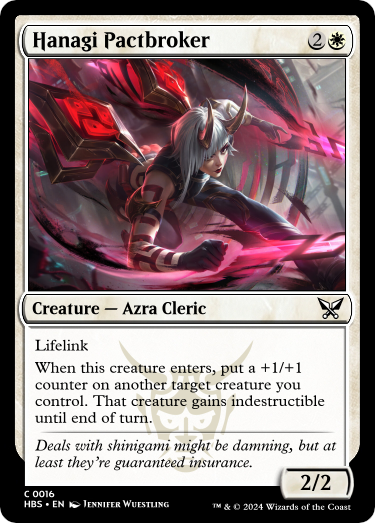 Hanagi Pactbroker 2
Creature — Azra Cleric
Lifelink
When this creature enters, put a +1/+1
counter on another target creature you
control. That creature gains indestructible
until end of turn.
Deals with shinigami might be damning, but at
least they're guaranteed insurance.
2/2
C 0016
HBS • EN Jennifer Wuestling
™ & © 2024 Wizards of the Coast